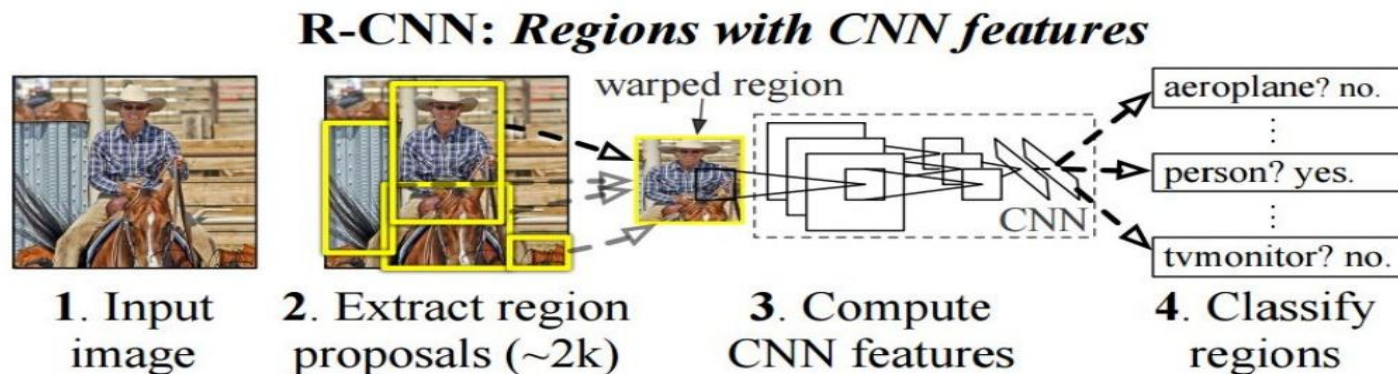 R-CNN: Regions with CNN features
warped region
aeroplane? no.
⋮
person? yes.
⋮
tvmonitor? no.
CNN
1. Input
image
2. Extract region
proposals (~2k)
3. Compute
CNN features
4. Classify
regions